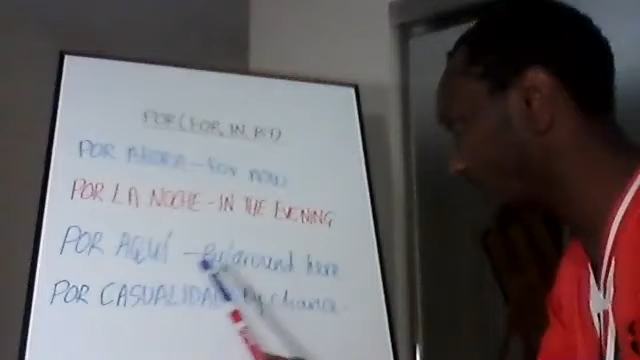 POR (FOR, IN, BY)
POR AHORA - for now
POR LA NOCHE - IN THE EVENING
POR AQUÍ - By/around here
POR CASUALIDAD by chance